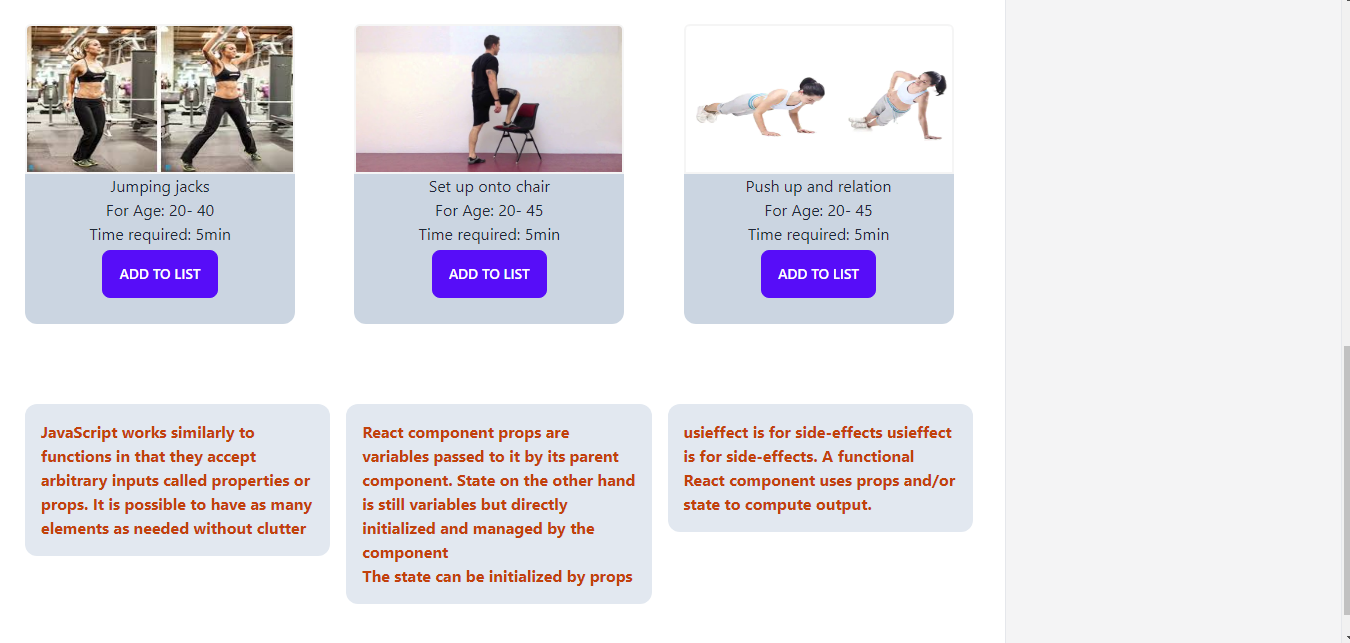 Jumping jacks
For Age: 20- 40
Time required: 5min
ADD TO LIST
Set up onto chair
For Age: 20- 45
Time required: 5min
ADD TO LIST
Push up and relation
For Age: 20- 45
Time required: 5min
ADD TO LIST
JavaScript works similarly to
functions in that they accept
arbitrary inputs called properties or
props. It is possible to have as many
elements as needed without clutter
React component props are
variables passed to it by its parent
component. State on the other hand
is still variables but directly
initialized and managed by the
component
The state can be initialized by props
usieffect is for side-effects usieffect
is for side-effects. A functional
React component uses props and/or
state to compute output.